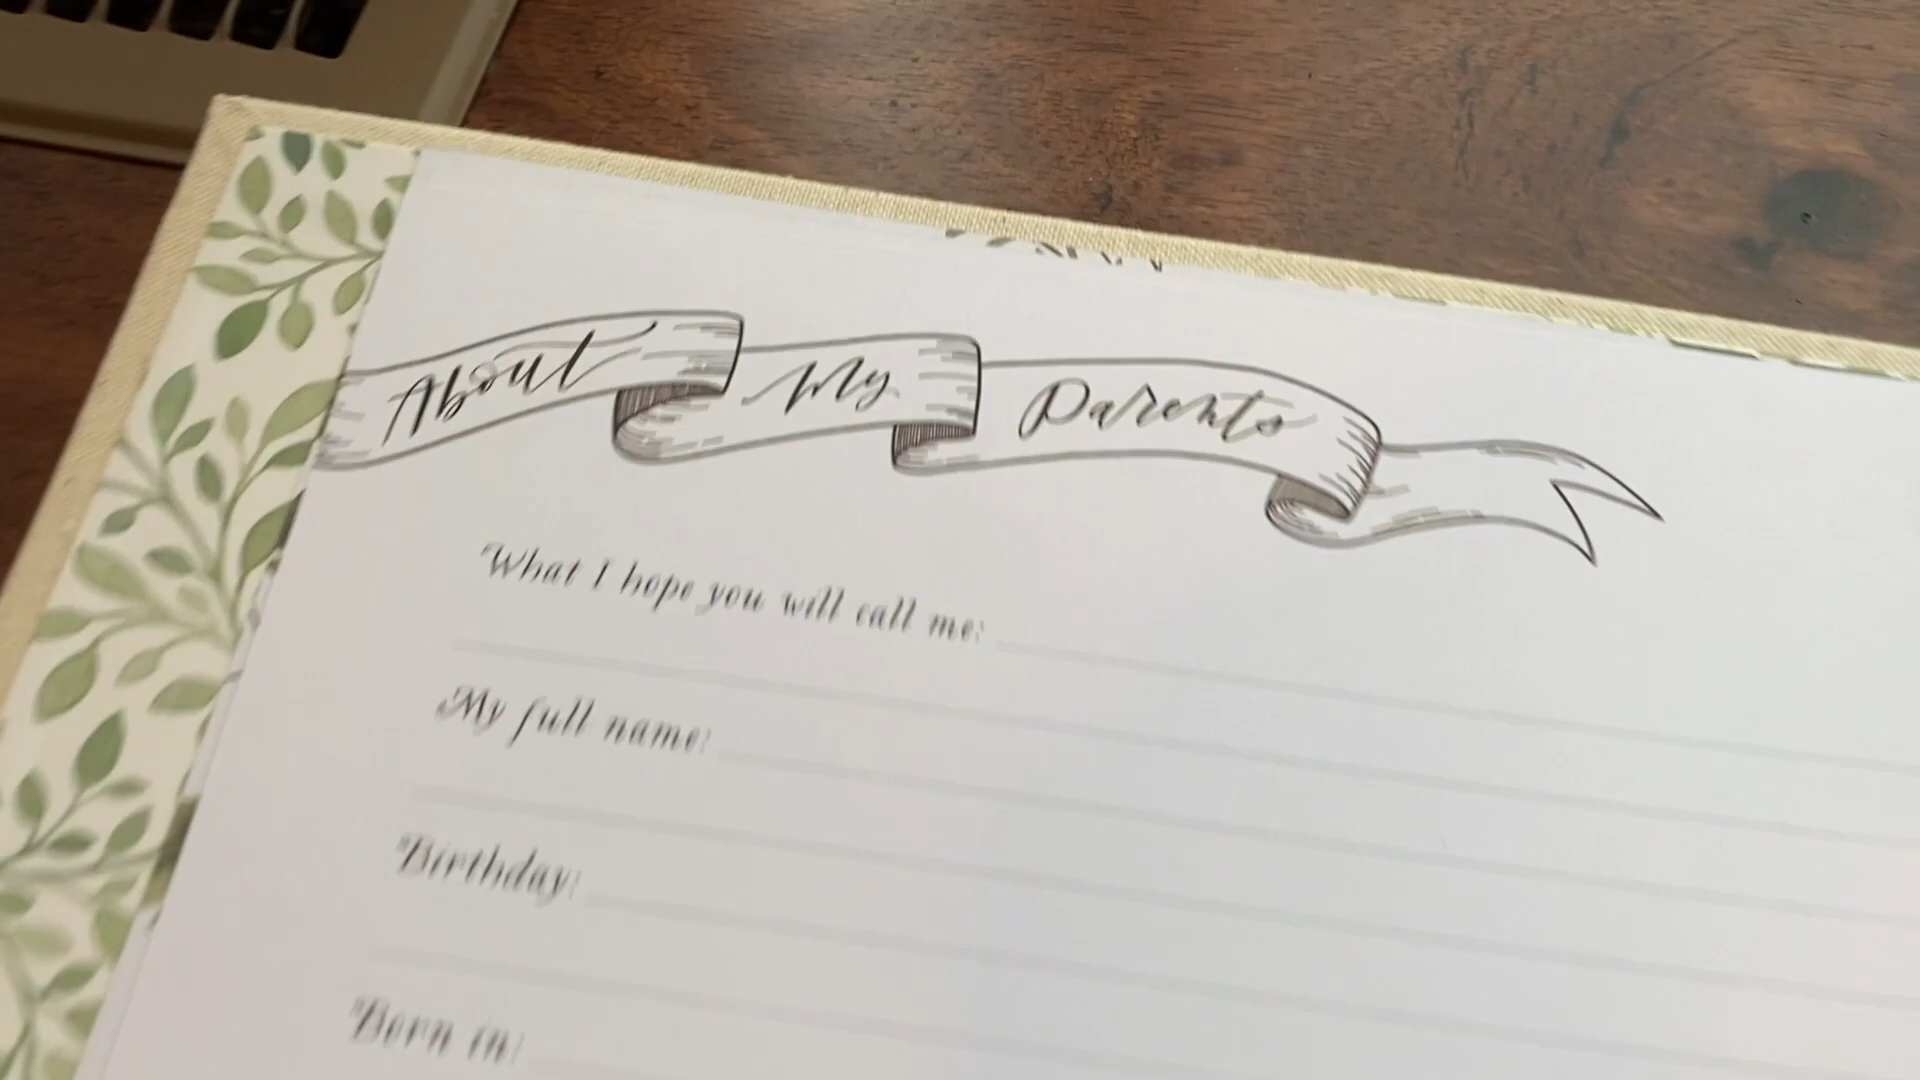 About My Parents
What I hope you will call me:
My full name:
Birthday:
Born in: